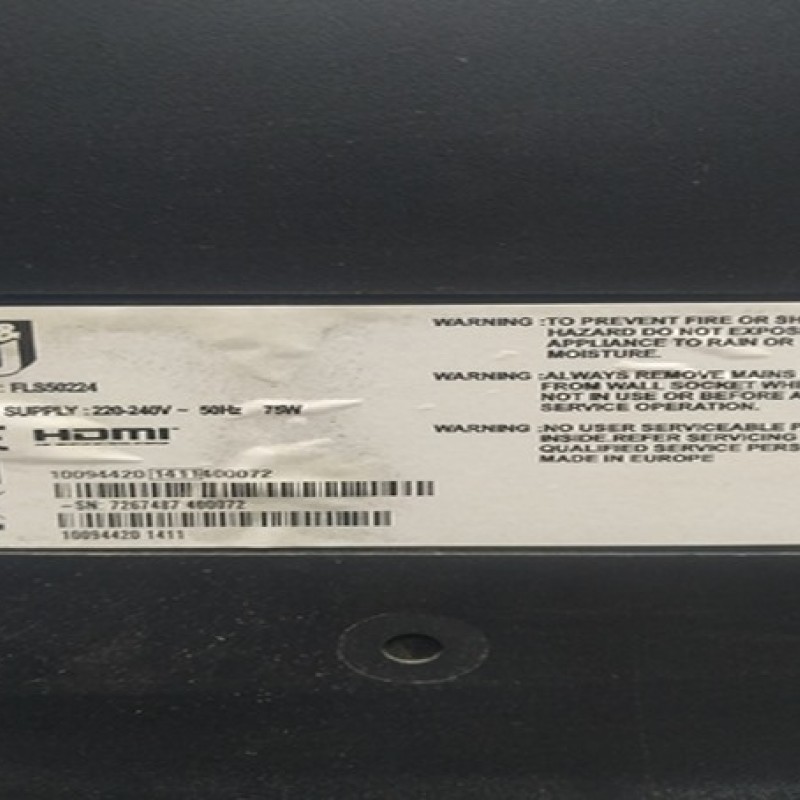 &
U
: FLS50224
SUPPLY : 220-240V ~ 50Hz 75W
HDMI
10094420 1411 400072
-SN: 7267487 400072
10094420 1411
WARNING :TO PREVENT FIRE OR SH
HAZARD DO NOT EXPOS
APPLIANCE TO RAIN OR
MOISTURE.
WARNING :ALWAYS REMOVE MAINS
FROM WALL SOCKET WHE
NOT IN USE OR BEFORE A
SERVICE OPERATION.
WARNING :NO USER SERVICEABLE P
INSIDE.REFER SERVICING
QUALIFIED SERVICE PERS
MADE IN EUROPE